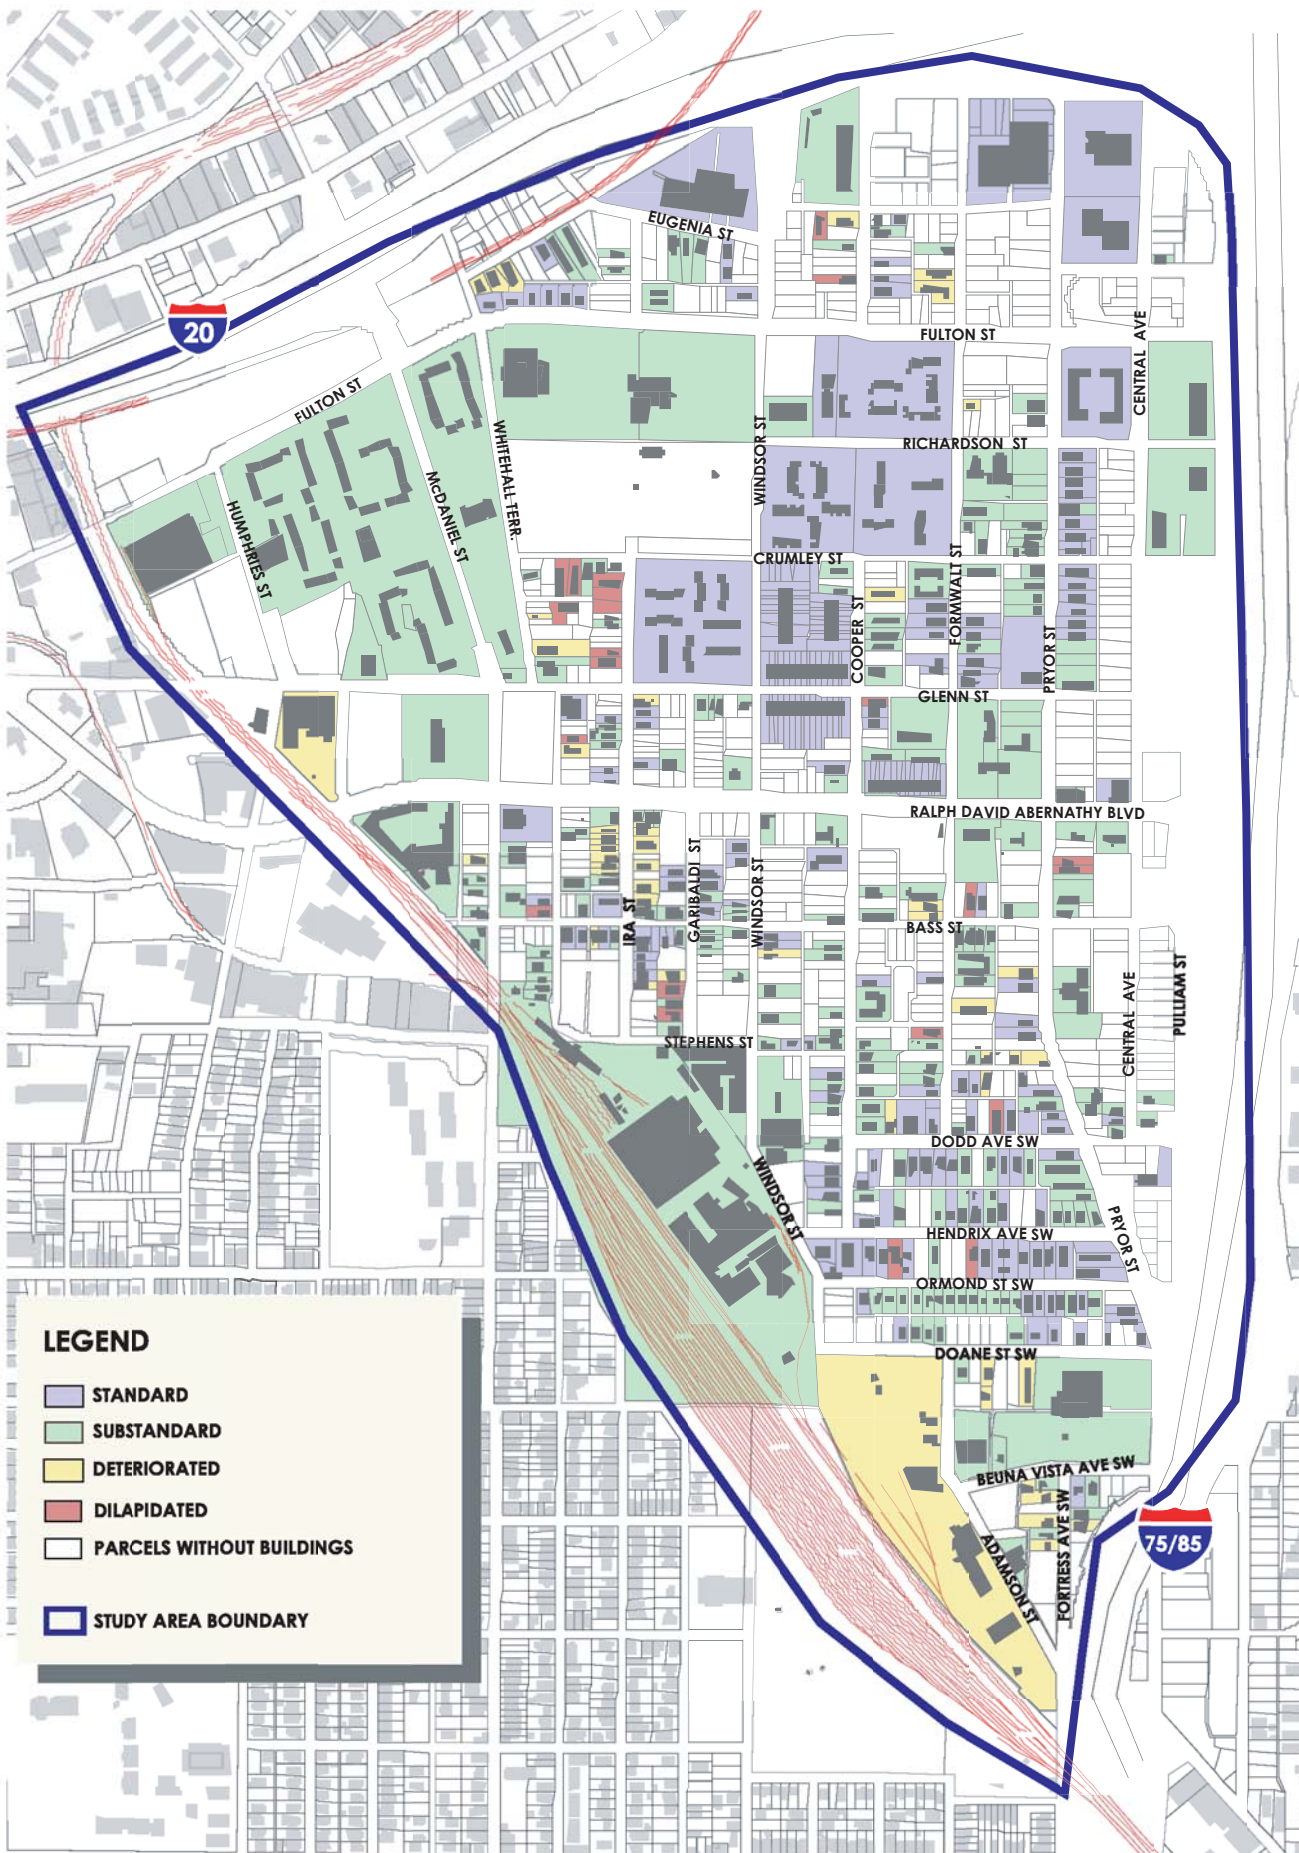 EUGENIA ST
20
FULTON ST
CENTRAL AVE
FULTON ST
RICHARDSON ST
WINDSOR ST
WHITEHALL TERR.
McDANIEL ST
HUMPHRIES ST
CRUMLEY ST
FORMWALT ST
COOPER ST
PRYOR ST
GLENN ST
RALPH DAVID ABERNATHY BLVD
GARIBALDI ST
WINDSOR ST
IRA ST
BASS ST
PULLIAM ST
CENTRAL AVE
STEPHENS ST
DODD AVE SW
WINDSOR ST
PRYOR ST
HENDRIX AVE SW
ORMOND ST SW
DOANE ST SW
BEUNA VISTA AVE SW
ADAMSON ST
FORTRESS AVE SW
75/85
LEGEND
STANDARD
SUBSTANDARD
DETERIORATED
DILAPIDATED
PARCELS WITHOUT BUILDINGS
STUDY AREA BOUNDARY